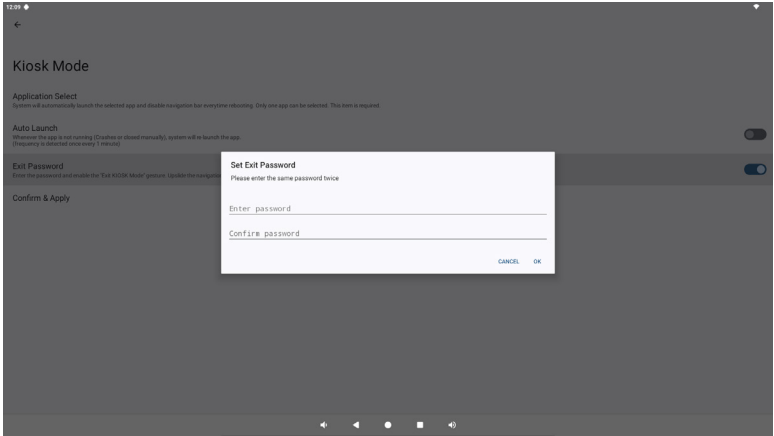 12:09
Kiosk Mode
Application Select
System will automatically launch the selected app and disable navigation bar everytime rebooting. Only one app can be selected. This item is required.
Auto Launch
Whenever the app is not running (Crashes or closed manually), system will re-launch the app.
(Frequency is detected once every 1 minute)
Exit Password
Enter the password and enable the "Exit KIOSK Mode" gesture. Update the navigation
Confirm & Apply
Set Exit Password
Please enter the same password twice
Enter password
Confirm password
CANCEL OK